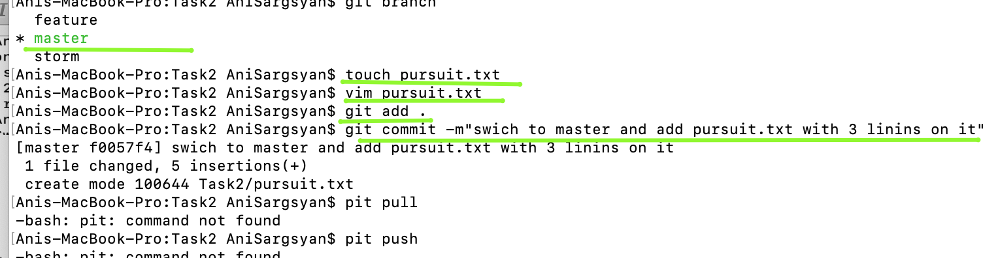 [Anis-MacBook-Pro:Task2 AniSargsyan$ git branch
feature
* master
storm
[Anis-MacBook-Pro:Task2 AniSargsyan$ touch pursuit.txt
[Anis-MacBook-Pro:Task2 AniSargsyan$ vim pursuit.txt
[Anis-MacBook-Pro:Task2 AniSargsyan$ git add .
[Anis-MacBook-Pro:Task2 AniSargsyan$ git commit -m"swich to master and add pursuit.txt with 3 linins on it"
[master f0057f4] swich to master and add pursuit.txt with 3 linins on it
1 file changed, 5 insertions(+)
create mode 100644 Task2/pursuit.txt
[Anis-MacBook-Pro:Task2 AniSargsyan$ pit pull
-bash: pit: command not found
[Anis-MacBook-Pro:Task2 AniSargsyan$ pit push
-bash: pit: command not found